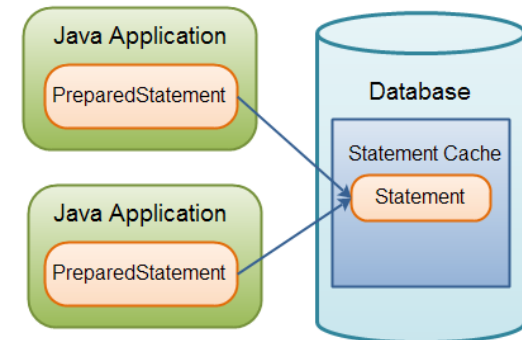 Java Application
PreparedStatement
Java Application
PreparedStatement
Database
Statement Cache
Statement